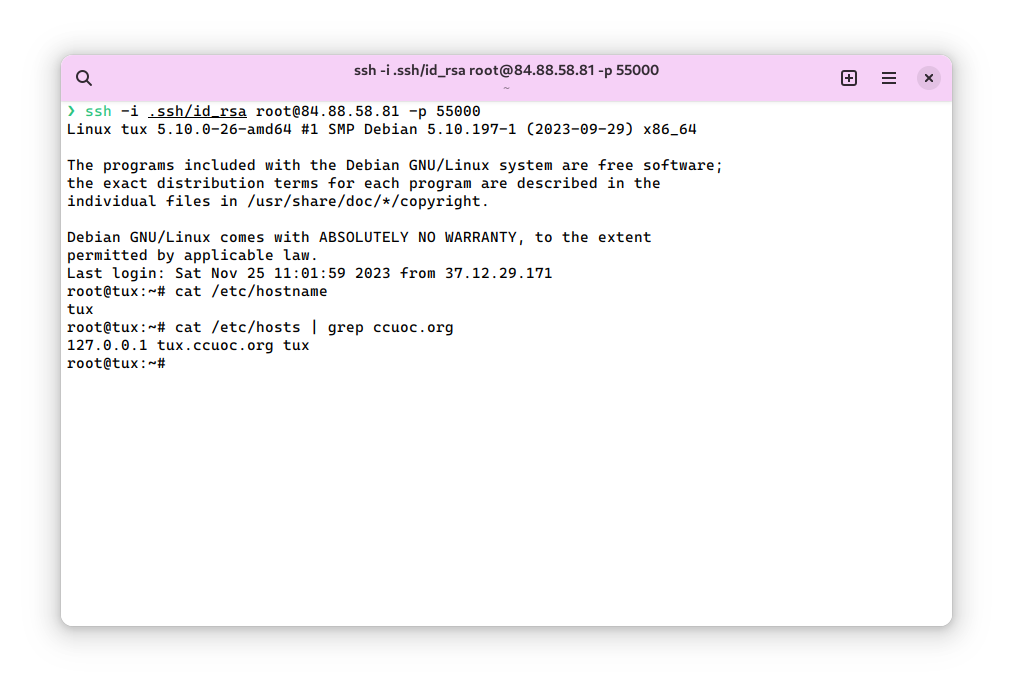 ssh -i .ssh/id_rsa root@84.88.58.81 -p 55000
~
❯ ssh -i .ssh/id_rsa root@84.88.58.81 -p 55000
Linux tux 5.10.0-26-amd64 #1 SMP Debian 5.10.197-1 (2023-09-29) x86_64

The programs included with the Debian GNU/Linux system are free software;
the exact distribution terms for each program are described in the
individual files in /usr/share/doc/*/copyright.

Debian GNU/Linux comes with ABSOLUTELY NO WARRANTY, to the extent
permitted by applicable law.
Last login: Sat Nov 25 11:01:59 2023 from 37.12.29.171
root@tux:~# cat /etc/hostname
tux
root@tux:~# cat /etc/hosts | grep ccuoc.org
127.0.0.1 tux.ccuoc.org tux
root@tux:~#